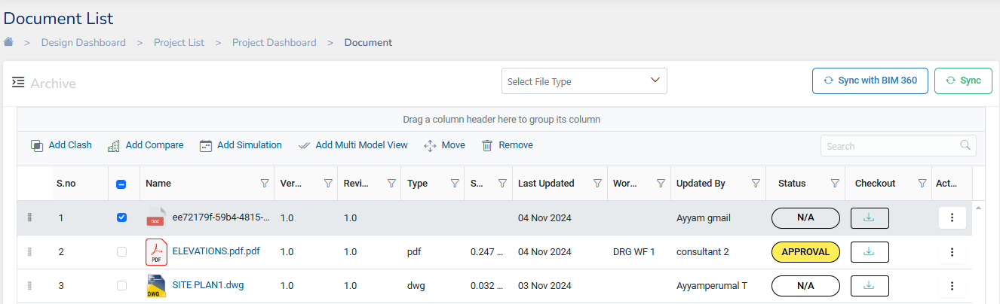 Document List
> Design Dashboard > Project List > Project Dashboard > Document
Archive Select File Type Sync with BIM 360 Sync
Drag a column header here to group its column
Add Clash Add Compare Add Simulation Add Multi Model View Move Remove Search
S.no Name Ver... Revi... Type S... Last Updated Wor... Updated By Status Checkout Act...
1 DOC ee72179f-59b4-4815-... 1.0 1.0 04 Nov 2024 Ayyam gmail N/A
2 PDF ELEVATIONS.pdf.pdf 1.0 1.0 pdf 0.247 ... 04 Nov 2024 DRG WF 1 consultant 2 APPROVAL
3 DWG SITE PLAN1.dwg 1.0 1.0 dwg 0.032 ... 03 Nov 2024 Ayyamperumal T N/A